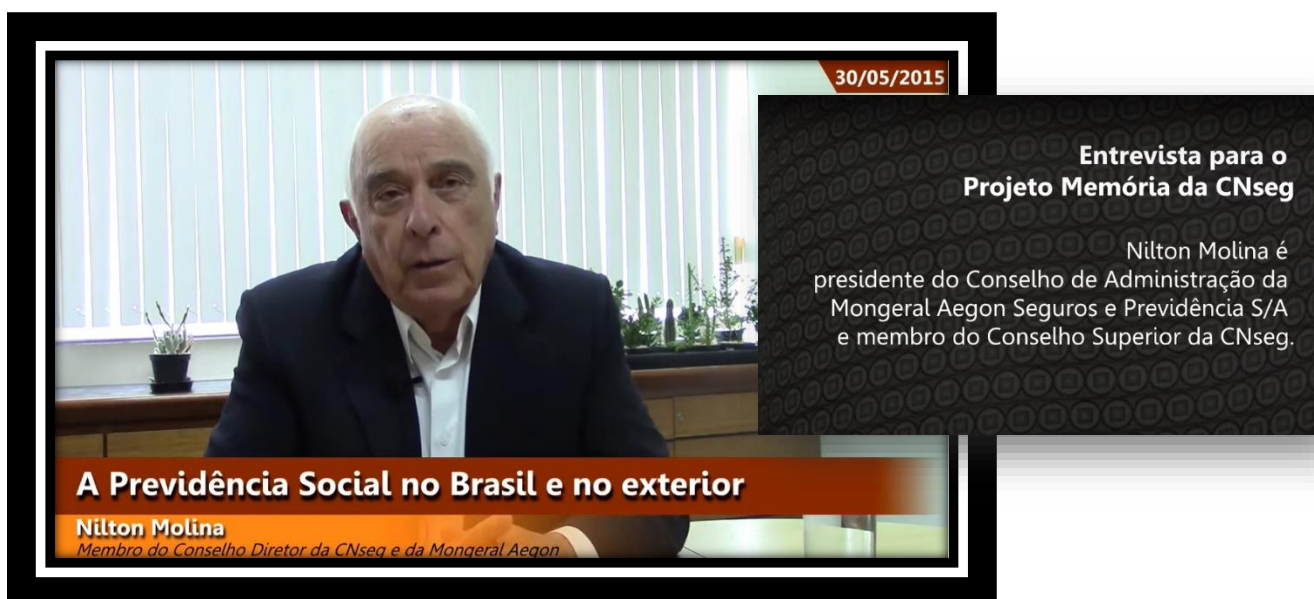 30/05/2015
Entrevista para o
Projeto Memória da CNseg
Nilton Molina é
presidente do Conselho de Administração da
Mongeral Aegon Seguros e Previdência S/A
e membro do Conselho Superior da CNseg.
A Previdência Social no Brasil e no exterior
Nilton Molina
Membro do Conselho Diretor da CNseg e da Mongeral Aegon